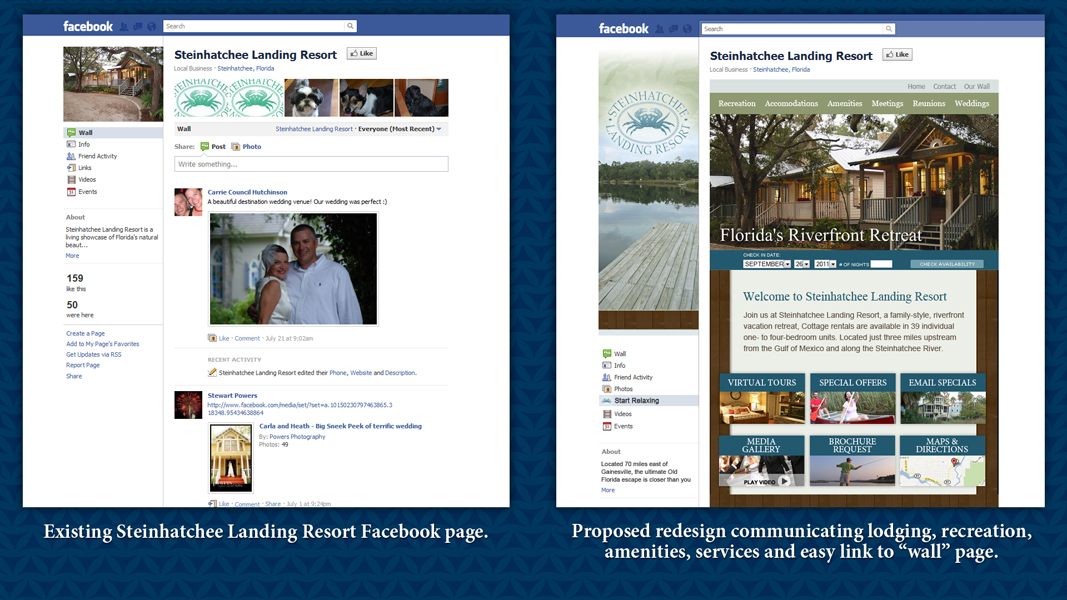 facebook
Search
Steinhatchee Landing Resort
Like
Local Business · Steinhatchee, Florida
Wall
Info
Friend Activity
Links
Videos
Events
About
Steinhatchee Landing Resort is a
living showcase of Florida's natural
beaut...
More
159
like this
50
were here
Create a Page
Add to My Page's Favorites
Get Updates via RSS
Report Page
Share
Wall
Steinhatchee Landing Resort · Everyone (Most Recent)
Share: Post Photo
Write something...
Carrie Council Hutchinson
A beautiful destination wedding venue! Our wedding was perfect :)
Like · Comment · July 21 at 9:02am
RECENT ACTIVITY
Steinhatchee Landing Resort edited their Phone, Website and Description.
Stewart Powers
http://www.facebook.com/media/set/?set=a.10150230797463865.3
18348.95434638864
Carla and Heath - Big Sneek Peek of terrific wedding
By: Powers Photography
Photos: 49
Like · Comment · Share · July 1 at 9:24pm
Existing Steinhatchee Landing Resort Facebook page.
facebook
Search
STEINHATCHEE
LANDING RESORT
Wall
Info
Friend Activity
Photos
Start Relaxing
Videos
Events
About
Located 70 miles east of
Gainesville, the ultimate Old
Florida escape is closer than you
More
Steinhatchee Landing Resort
Like
Local Business · Steinhatchee, Florida
Home Contact Our Wall
Recreation Accomodations Amenities Meetings Reunions Weddings
Florida's Riverfront Retreat
CHECK IN DATE:
SEPTEMBER 26 2011 # OF NIGHTS CHECK AVAILABILITY
Welcome to Steinhatchee Landing Resort
Join us at Steinhatchee Landing Resort, a family-style, riverfront
vacation retreat, Cottage rentals are available in 39 individual
one- to four-bedroom units. Located just three miles upstream
from the Gulf of Mexico and along the Steinhatchee River.
VIRTUAL TOURS
SPECIAL OFFERS
EMAIL SPECIALS
MEDIA
GALLERY
PLAY VIDEO
BROCHURE
REQUEST
MAPS &
DIRECTIONS
Proposed redesign communicating lodging, recreation,
amenities, services and easy link to “wall” page.